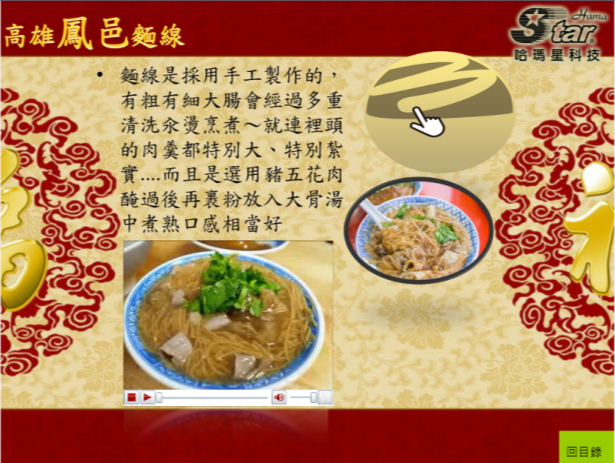 高雄鳳邑麵線
Hama
Star
哈瑪星科技
• 麵線是採用手工製作的，
有粗有細大腸會經過多重
清洗汆燙烹煮～就連裡頭
的肉羹都特別大、特別紮
實....而且是選用豬五花肉
醃過後再裹粉放入大骨湯
中煮熟口感相當好
回目錄